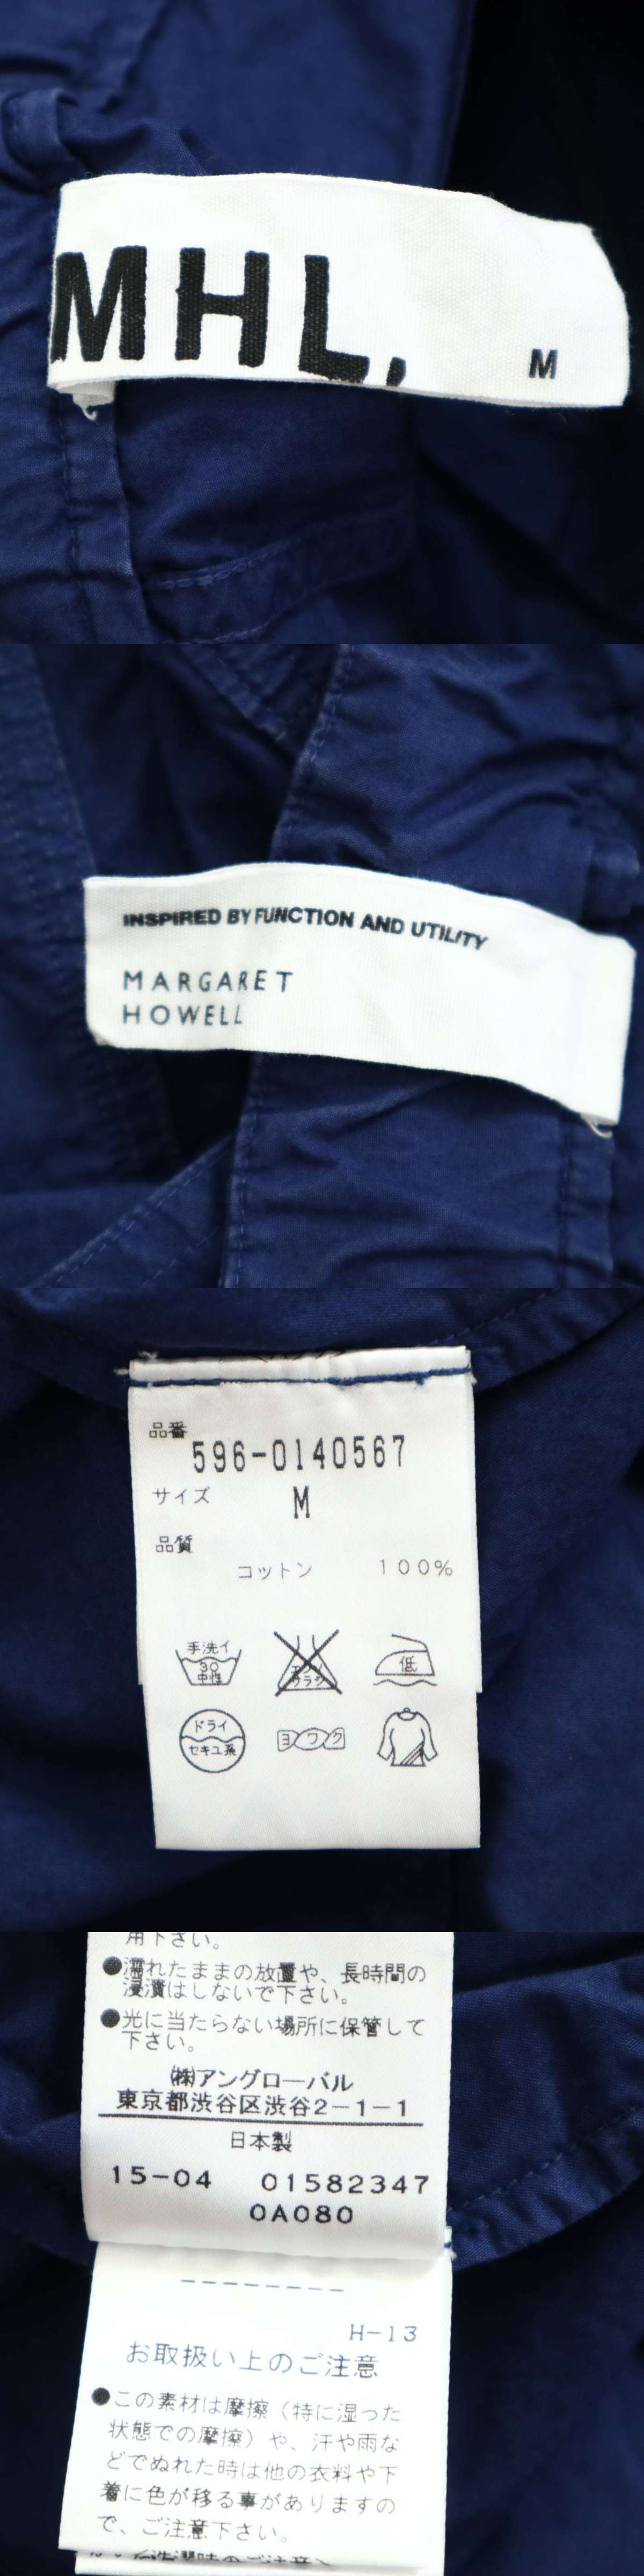 MHL.
M
INSPIRED BY FUNCTION AND UTILITY
MARGARET
HOWELL
品番
596-0140567
サイズ M
品質
コットン 100%
手洗イ
30
中性
エンソ
サラシ
低
ドライ
セキユ系
ヨワク
用下さい。
●濡れたままの放置や、長時間の
浸漬はしないで下さい。
●光に当たらない場所に保管して
下さい。
㈱アングローバル
東京都渋谷区渋谷2-1-1
日本製
15-04 01582347
0A080
--------
H-13
お取扱い上のご注意
●この素材は摩擦（特に湿った
状態での摩擦）や、汗や雨な
どでぬれた時は他の衣料や下
着に色が移る事がありますの
で、ご注意下さい。